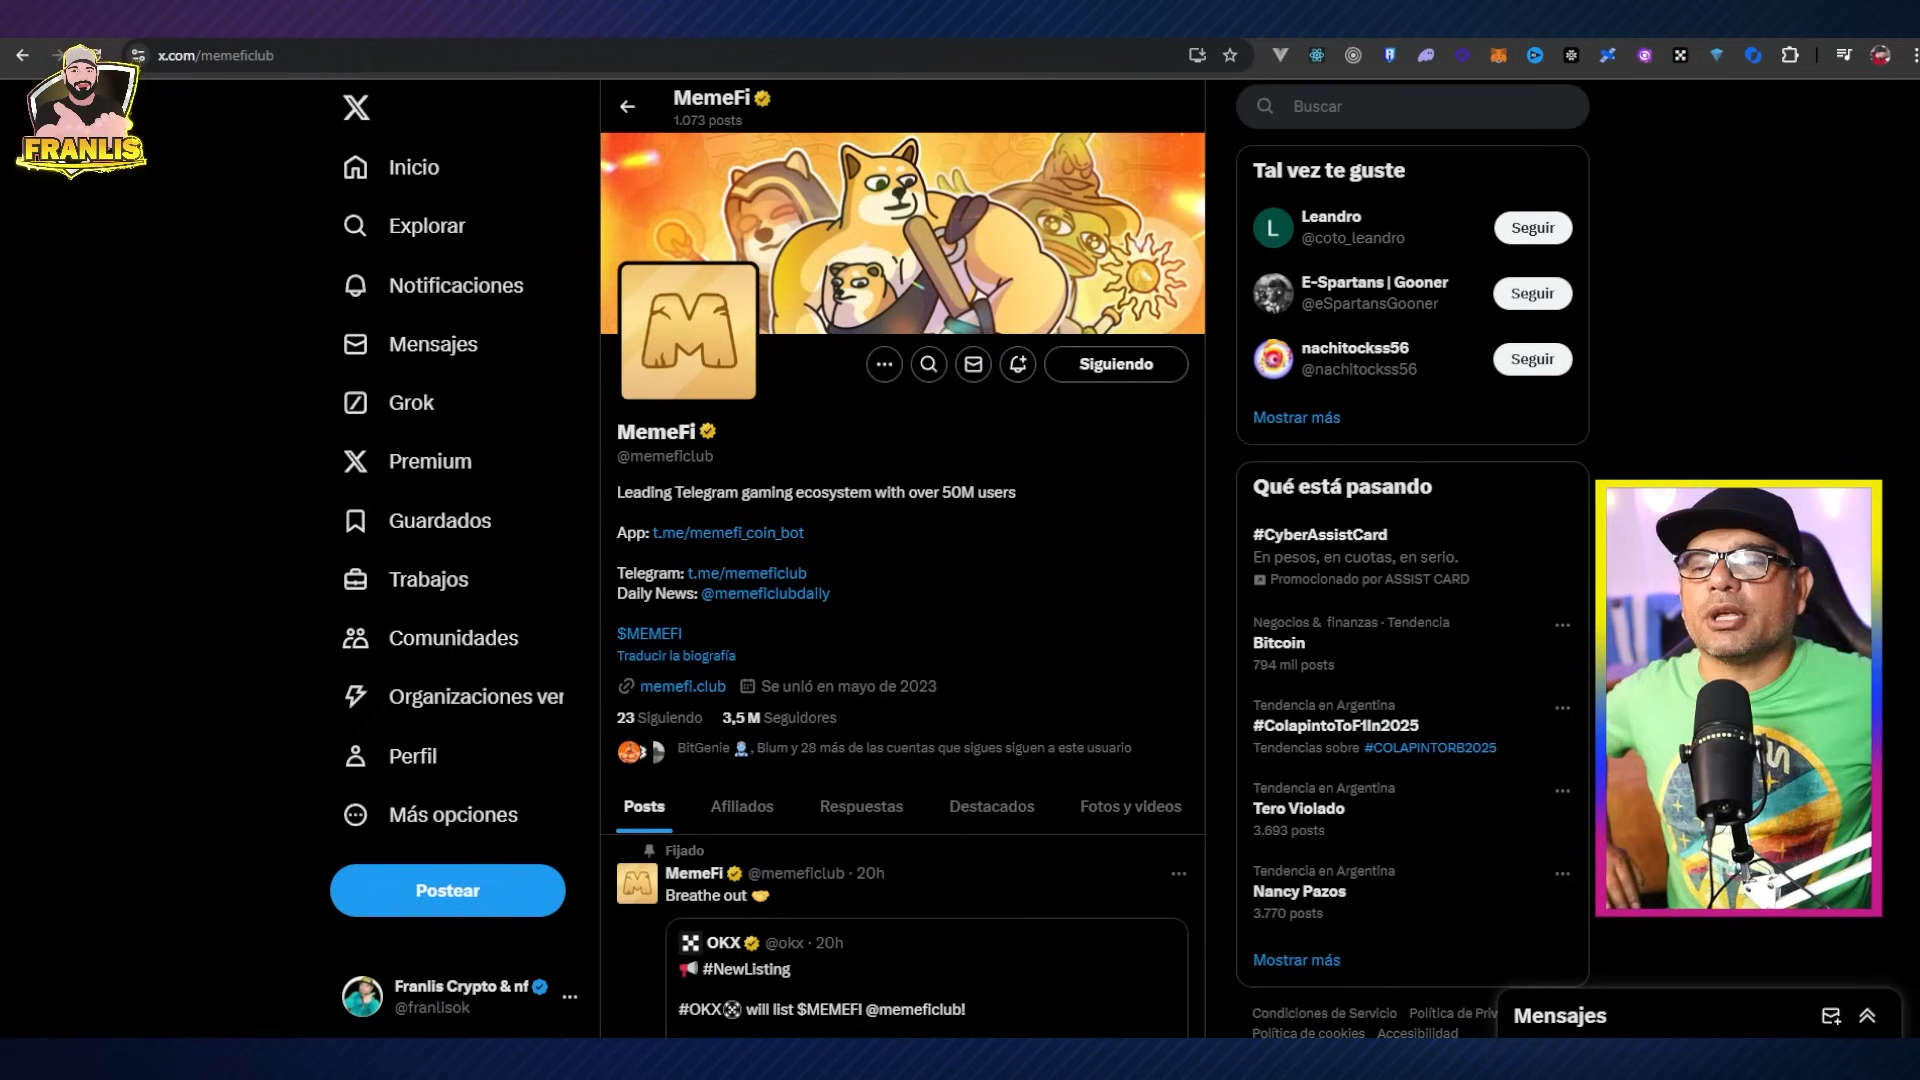 x.com/memeficlub
FRANLIS
Inicio
Explorar
Notificaciones
Mensajes
Grok
Premium
Guardados
Trabajos
Comunidades
Organizaciones ver
Perfil
Más opciones
Postear
Franlis Crypto & nf
@franlisok
MemeFi
1.073 posts
M
Siguiendo
MemeFi
@memeficlub
Leading Telegram gaming ecosystem with over 50M users
App: t.me/memefi_coin_bot
Telegram: t.me/memeficlub
Daily News: @memeficlubdaily
$MEMEFI
Traducir la biografía
memefi.club Se unló en mayo de 2023
23 Siguiendo 3,5 M Seguidores
BitGenie , Blum y 28 más de las cuentas que sigues siguen a este usuario
Posts Afiliados Respuestas Destacados Fotos y videos
Fijado
MemeFi @memeficlub · 20h
Breathe out
OKX @okx · 20h
#NewListing
#OKX will list $MEMEFI @memeficlub!
Buscar
Tal vez te guste
L
Leandro
@coto_leandro
Seguir
E-Spartans | Gooner
@eSpartansGooner
Seguir
nachitockss56
@nachitockss56
Seguir
Mostrar más
Qué está pasando
#CyberAssistCard
En pesos, en cuotas, en serio.
Promocionado por ASSIST CARD
Negocios & finanzas · Tendencia
Bitcoin
794 mil posts
Tendencia en Argentina
#ColapintoToF1In2025
Tendencias sobre #COLAPINTORB2025
Tendencia en Argentina
Tero Violado
3.693 posts
Tendencia en Argentina
Nancy Pazos
3.770 posts
Mostrar más
Condiciones de Servicio Política de Priv
Política de cookies Accesibilidad
Mensajes